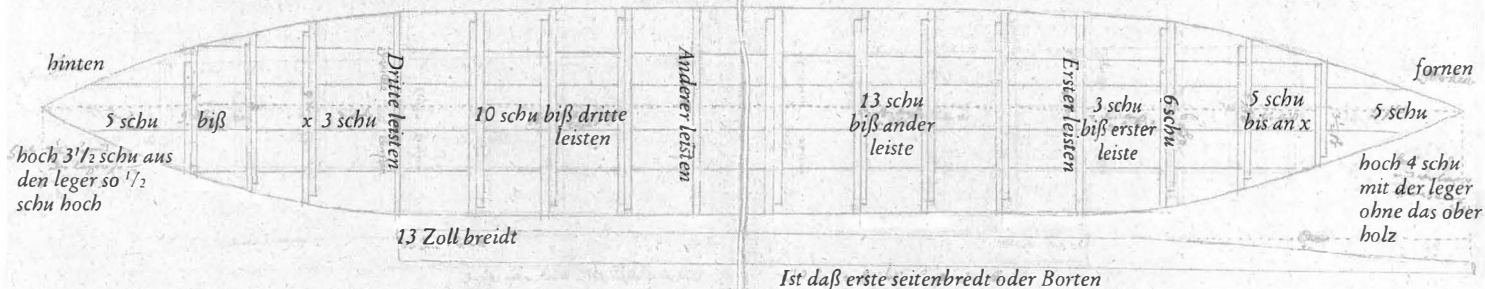 hinten
5 schu
biß
x 3 schu
Dritte leisten
10 schu biß dritte
leisten
Anderer leisten
13 schu
biß ander
leiste
Erster leisten
3 schu
biß erster
leiste
6 schu
5 schu
bis an x
5 schu
fornen
hoch 3 1/2 schu aus
den leger so 1/2
schu hoch
hoch 4 schu
mit der leger
ohne das ober
holz
13 Zoll breidt
Ist daß erste seitenbredt oder Borten